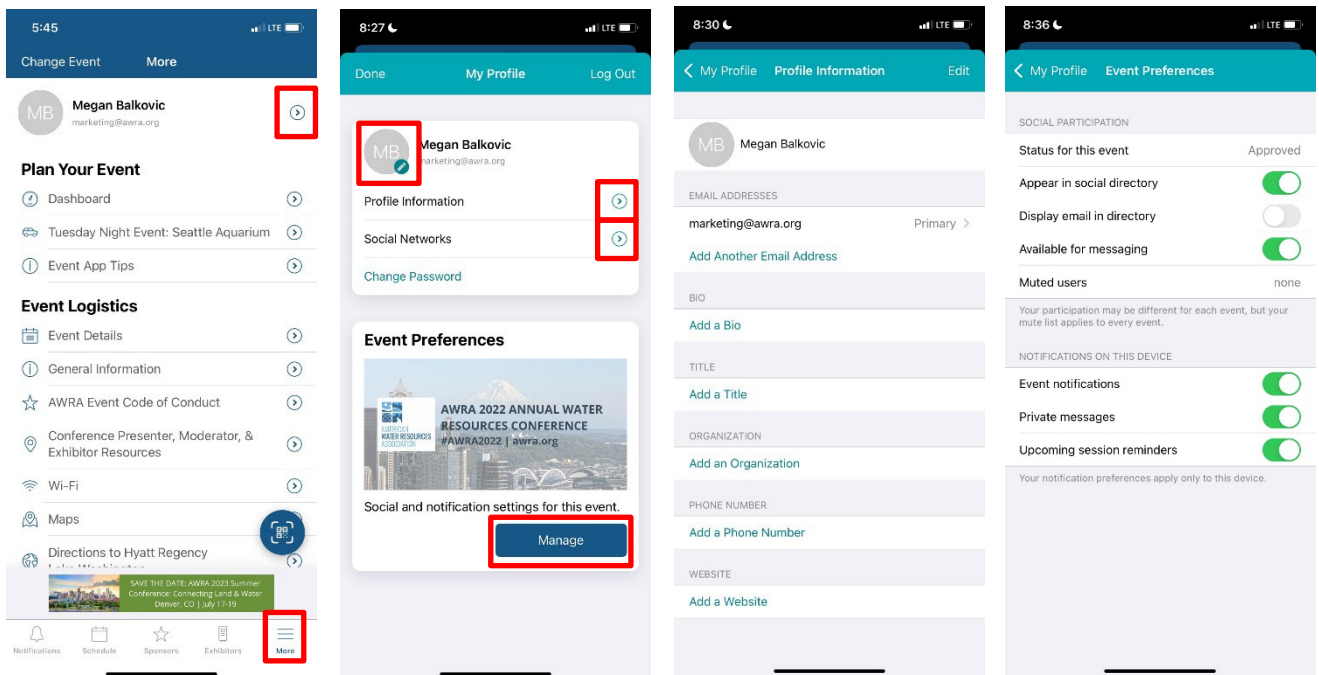 5:45
LTE
Change Event More
MB
Megan Balkovic
marketing@awra.org
Plan Your Event
Dashboard
Tuesday Night Event: Seattle Aquarium
Event App Tips
Event Logistics
Event Details
General Information
AWRA Event Code of Conduct
Conference Presenter, Moderator, &
Exhibitor Resources
Wi-Fi
Maps
Directions to Hyatt Regency
Lake Washington
SAVE THE DATE: AWRA 2023 Summer
Conference: Connecting Land & Water
Denver, CO | July 17-19
Notifications Schedule Sponsors Exhibitors More
8:27
LTE
Done My Profile Log Out
MB
Megan Balkovic
marketing@awra.org
Profile Information
Social Networks
Change Password
Event Preferences
AMERICAN
WATER RESOURCES
ASSOCIATION
AWRA 2022 ANNUAL WATER
RESOURCES CONFERENCE
#AWRA2022 | awra.org
Social and notification settings for this event.
Manage
8:30
LTE
My Profile Profile Information Edit
MB
Megan Balkovic
EMAIL ADDRESSES
marketing@awra.org Primary
Add Another Email Address
BIO
Add a Bio
TITLE
Add a Title
ORGANIZATION
Add an Organization
PHONE NUMBER
Add a Phone Number
WEBSITE
Add a Website
8:36
LTE
My Profile Event Preferences
SOCIAL PARTICIPATION
Status for this event Approved
Appear in social directory
Display email in directory
Available for messaging
Muted users none
Your participation may be different for each event, but your
mute list applies to every event.
NOTIFICATIONS ON THIS DEVICE
Event notifications
Private messages
Upcoming session reminders
Your notification preferences apply only to this device.